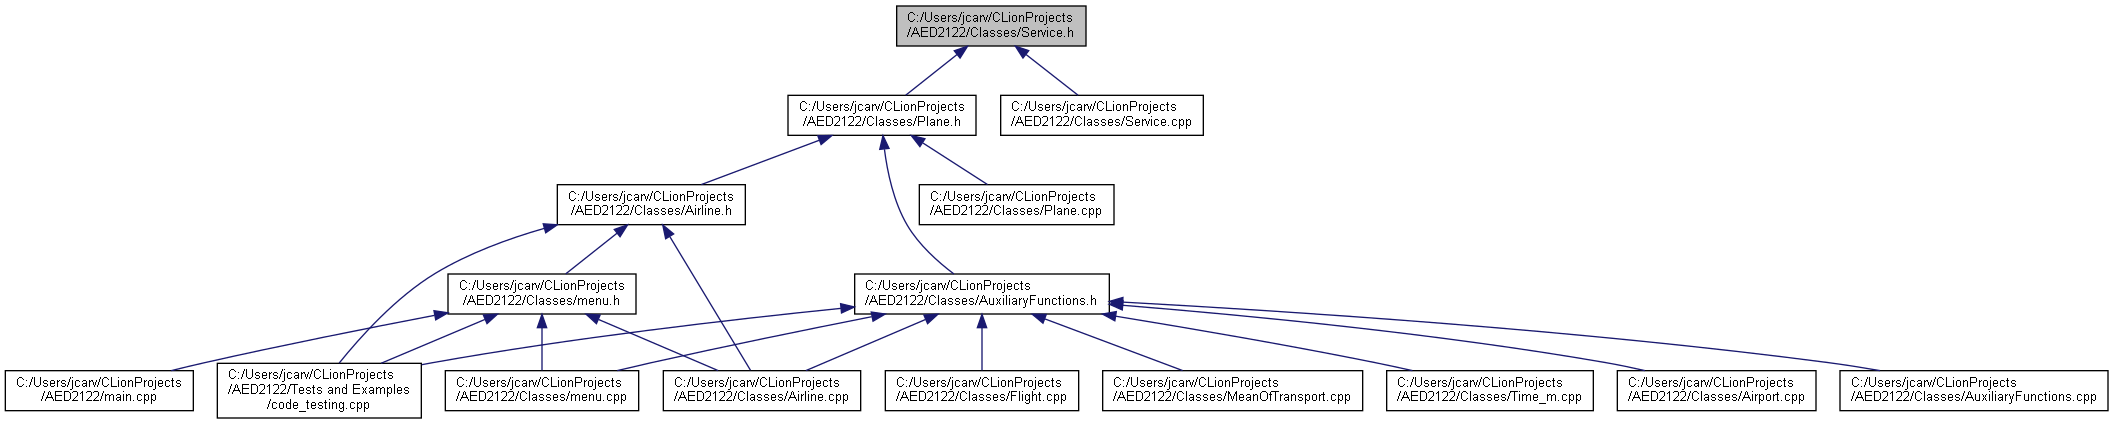 C:/Users/jcarv/CLionProjects
/AED2122/Classes/Service.h
C:/Users/jcarv/CLionProjects
/AED2122/Classes/Plane.h
C:/Users/jcarv/CLionProjects
/AED2122/Classes/Service.cpp
C:/Users/jcarv/CLionProjects
/AED2122/Classes/Airline.h
C:/Users/jcarv/CLionProjects
/AED2122/Classes/Plane.cpp
C:/Users/jcarv/CLionProjects
/AED2122/Classes/menu.h
C:/Users/jcarv/CLionProjects
/AED2122/Classes/AuxiliaryFunctions.h
C:/Users/jcarv/CLionProjects
/AED2122/main.cpp
C:/Users/jcarv/CLionProjects
/AED2122/Tests and Examples
/code_testing.cpp
C:/Users/jcarv/CLionProjects
/AED2122/Classes/menu.cpp
C:/Users/jcarv/CLionProjects
/AED2122/Classes/Airline.cpp
C:/Users/jcarv/CLionProjects
/AED2122/Classes/Flight.cpp
C:/Users/jcarv/CLionProjects
/AED2122/Classes/MeanOfTransport.cpp
C:/Users/jcarv/CLionProjects
/AED2122/Classes/Time_m.cpp
C:/Users/jcarv/CLionProjects
/AED2122/Classes/Airport.cpp
C:/Users/jcarv/CLionProjects
/AED2122/Classes/AuxiliaryFunctions.cpp